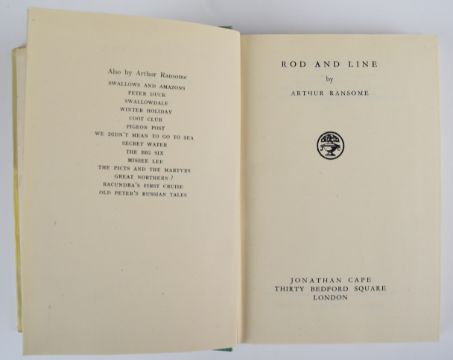 Also by Arthur Ransome
SWALLOWS AND AMAZONS
PETER DUCK
SWALLOWDALE
WINTER HOLIDAY
COOT CLUB
PIGEON POST
WE DIDN'T MEAN TO GO TO SEA
SECRET WATER
THE BIG SIX
MISSEE LEE
THE PICTS AND THE MARTYRS
GREAT NORTHERN?
RACUNDRA'S FIRST CRUISE
OLD PETER'S RUSSIAN TALES
ROD AND LINE
by
ARTHUR RANSOME
JONATHAN CAPE
THIRTY BEDFORD SQUARE
LONDON